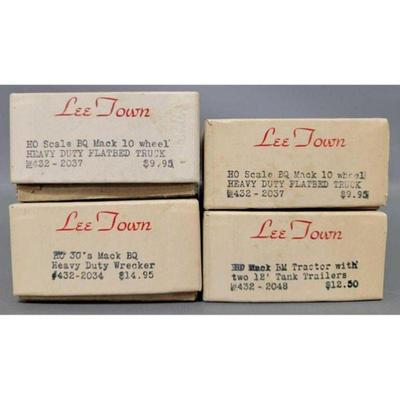 Lee Town
HO Scale BQ Mack 10 wheel
HEAVY DUTY FLATBED TRUCK
#432-2037 $9.95
Lee Town
HO Scale BQ Mack 10 wheel
HEAVY DUTY FLATBED TRUCK
#432-2037 $9.95
Lee Town
HO 30's Mack BQ
Heavy Duty Wrecker
#432-2034 $14.95
Lee Town
HO Mack BM Tractor with
two 12' Tank Trailers
#432-2048 $12.50